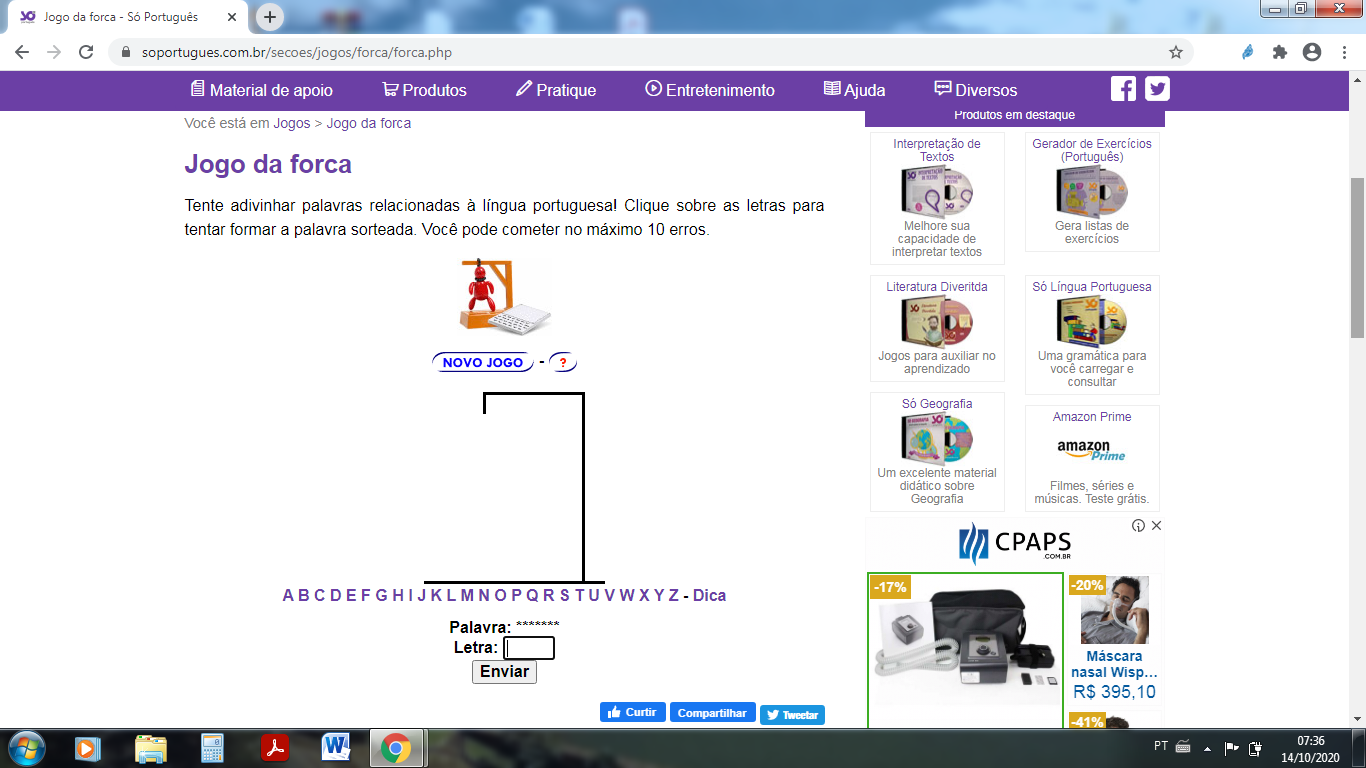 Jogo da forca - Só Português
soportugues.com.br/secoes/jogos/forca/forca.php
Material de apoio
Produtos
Pratique
Entretenimento
Ajuda
Diversos
Você está em Jogos > Jogo da forca
Jogo da forca
Tente adivinhar palavras relacionadas à língua portuguesa! Clique sobre as letras para
tentar formar a palavra sorteada. Você pode cometer no máximo 10 erros.
NOVO JOGO - ?
A B C D E F G H I J K L M N O P Q R S T U V W X Y Z - Dica
Palavra: *******
Letra:
Enviar
Curtir
Compartilhar
Tweetar
Produtos em destaque
Interpretação de
Textos
Melhore sua
capacidade de
interpretar textos
Gerador de Exercícios
(Português)
Gera listas de
exercícios
Literatura Diveritda
Jogos para auxiliar no
aprendizado
Só Língua Portuguesa
Uma gramática para
você carregar e
consultar
Só Geografia
Um excelente material
didático sobre
Geografia
Amazon Prime
amazon
Prime
Filmes, séries e
músicas. Teste grátis.
CPAPS
.COM.BR
-17%
-20%
Máscara
nasal Wisp...
R$ 395,10
-41%
PT
07:36
14/10/2020